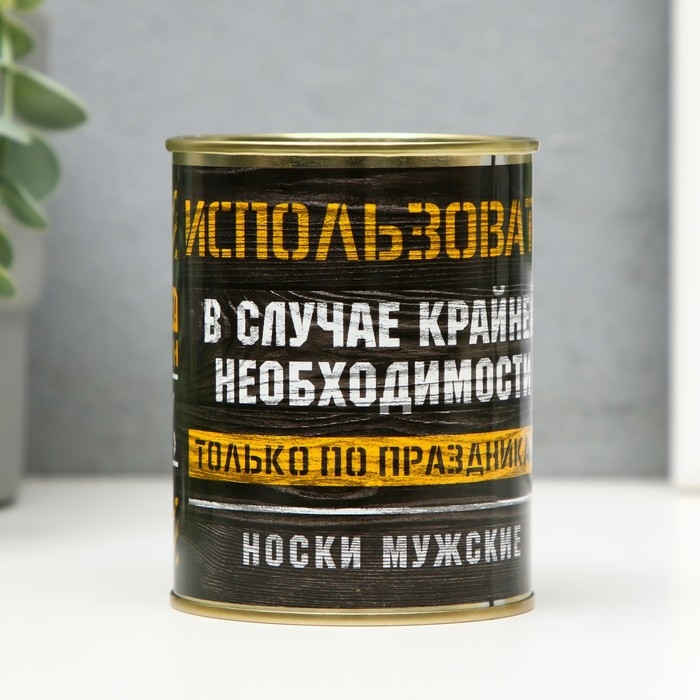 ИСПОЛЬЗОВАТ
В СЛУЧАЕ КРАЙНЕ
НЕОБХОДИМОСТИ
ТОЛЬКО ПО ПРАЗДНИКА
НОСКИ МУЖСКИЕ